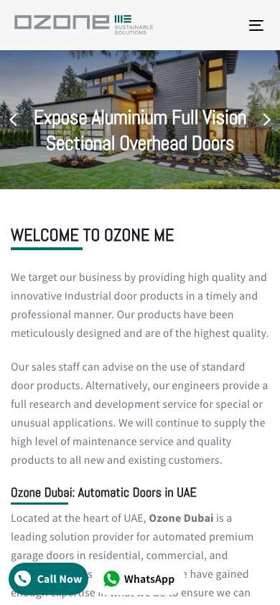 OZONE ME
SUSTAINABLE
SOLUTIONS
Expose Aluminium Full Vision
Sectional Overhead Doors
WELCOME TO OZONE ME
We target our business by providing high quality and
innovative Industrial door products in a timely and
professional manner. Our products have been
meticulously designed and are of the highest quality.
Our sales staff can advise on the use of standard
door products. Alternatively, our engineers provide a
full research and development service for special or
unusual applications. We will continue to supply the
high level of maintenance service and quality
products to all new and existing customers.
Ozone Dubai: Automatic Doors in UAE
Located at the heart of UAE, Ozone Dubai is a
leading solution provider for automated premium
garage doors in residential, commercial, and
have gained
Call Now
WhatsApp